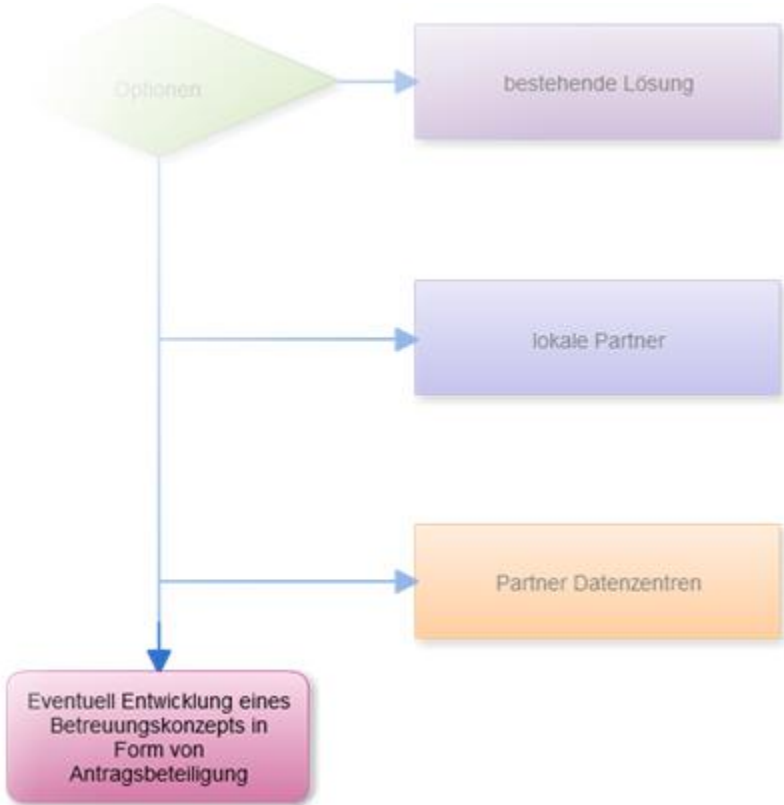 Optionen
bestehende Lösung
lokale Partner
Partner Datenzentren
Eventuell Entwicklung eines
Betreuungskonzepts in
Form von
Antragsbeteiligung